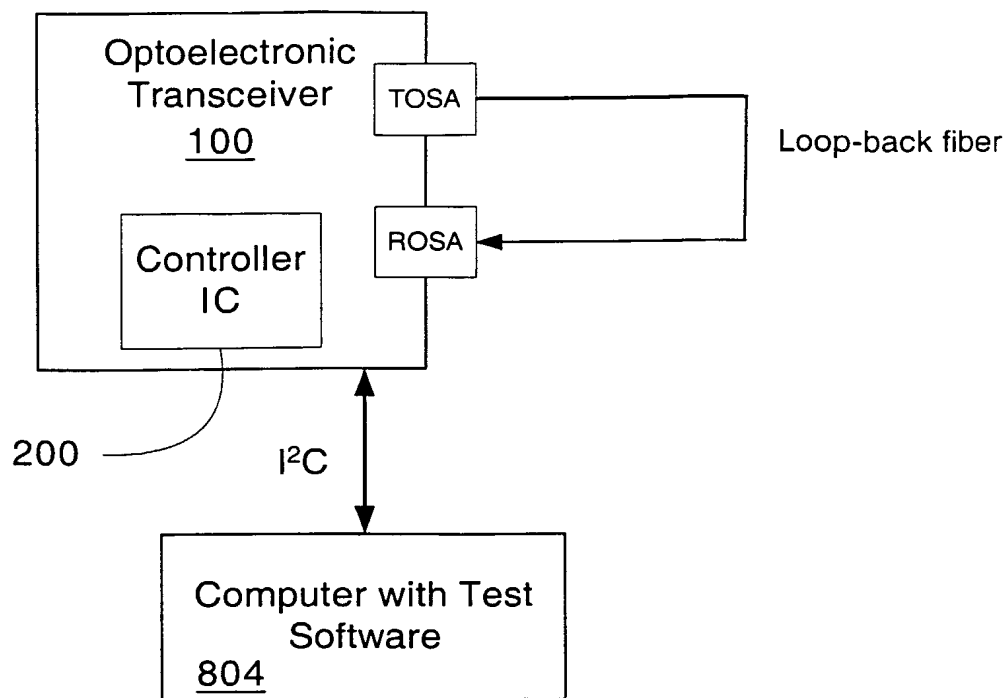 Optoelectronic
Transceiver
100
TOSA
Loop-back fiber
ROSA
Controller
IC
200
I²C
Computer with Test
Software
804